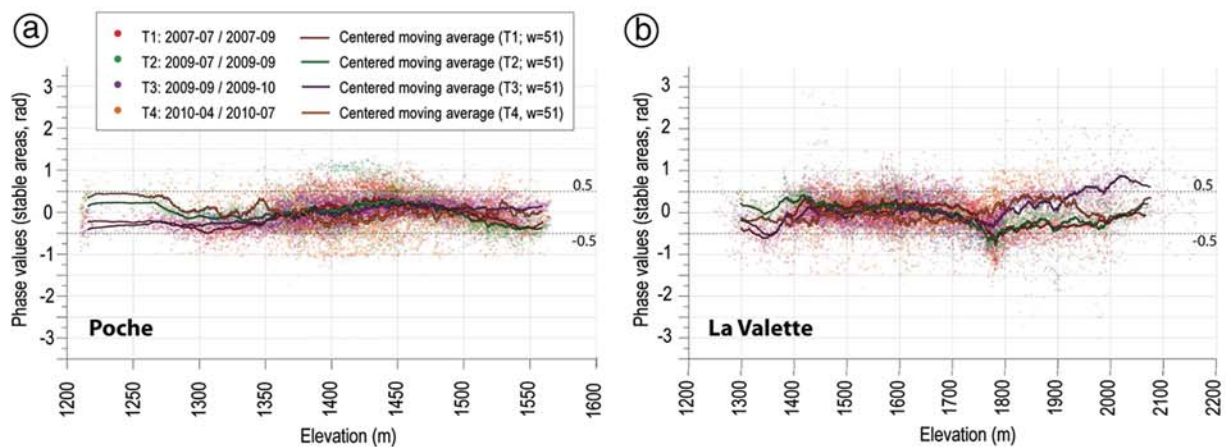 a
T1: 2007-07 / 2007-09
Centered moving average (T1; w=51)
T2: 2009-07 / 2009-09
Centered moving average (T2; w=51)
T3: 2009-09 / 2009-10
Centered moving average (T3; w=51)
T4: 2010-04 / 2010-07
Centered moving average (T4, w=51)
Phase values (stable areas, rad)
3
2
1
0
-1
-2
-3
0.5
-0.5
Poche
1200
1250
1300
1350
1400
1450
1500
1550
1600
Elevation (m)
b
Phase values (stable areas, rad)
3
2
1
0
-1
-2
-3
0.5
-0.5
La Valette
1200
1300
1400
1500
1600
1700
1800
1900
2000
2100
2200
Elevation (m)